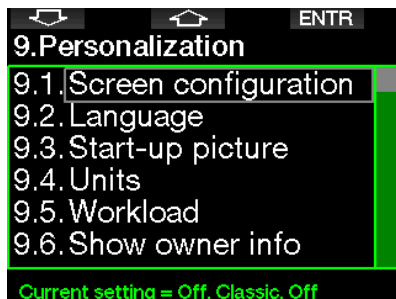 ENTR
9.Personalization
9.1.Screen configuration
9.2.Language
9.3.Start-up picture
9.4.Units
9.5.Workload
9.6.Show owner info
Current setting = Off, Classic, Off